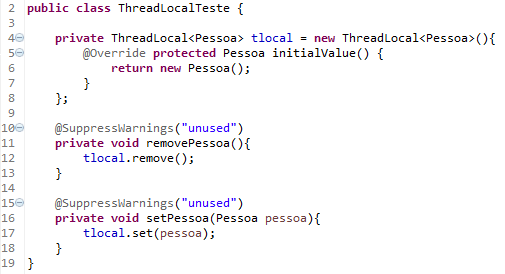 2 public class ThreadLocalTeste {
3
4 private ThreadLocal<Pessoa> tlocal = new ThreadLocal<Pessoa>(){
5 @Override protected Pessoa initialValue() {
6 return new Pessoa();
7 }
8 };
9
10 @SuppressWarnings("unused")
11 private void removePessoa(){
12 tlocal.remove();
13 }
14
15 @SuppressWarnings("unused")
16 private void setPessoa(Pessoa pessoa){
17 tlocal.set(pessoa);
18 }
19 }